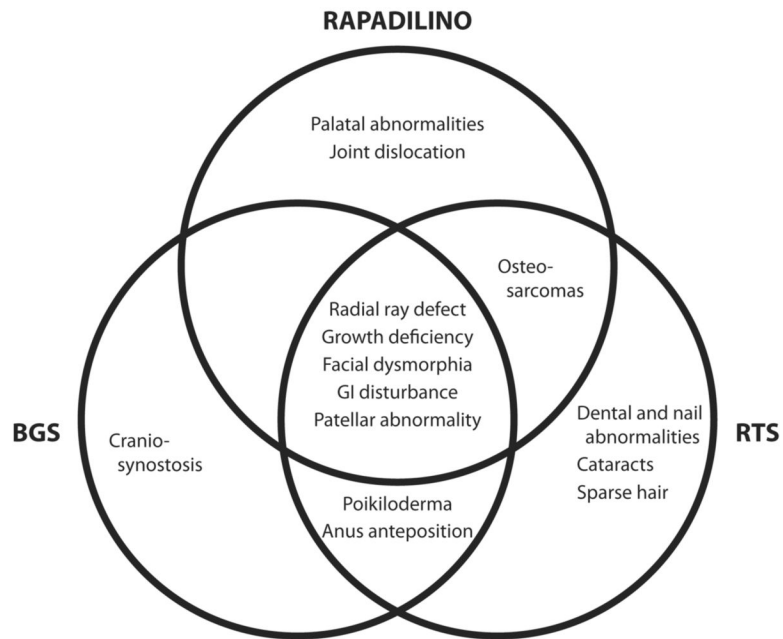 RAPADILINO
Palatal abnormalities
Joint dislocation
Osteo-
sarcomas
Radial ray defect
Growth deficiency
Facial dysmorphia
GI disturbance
Patellar abnormality
BGS
Cranio-
synostosis
Dental and nail
abnormalities
Cataracts
Sparse hair
RTS
Poikiloderma
Anus anteposition